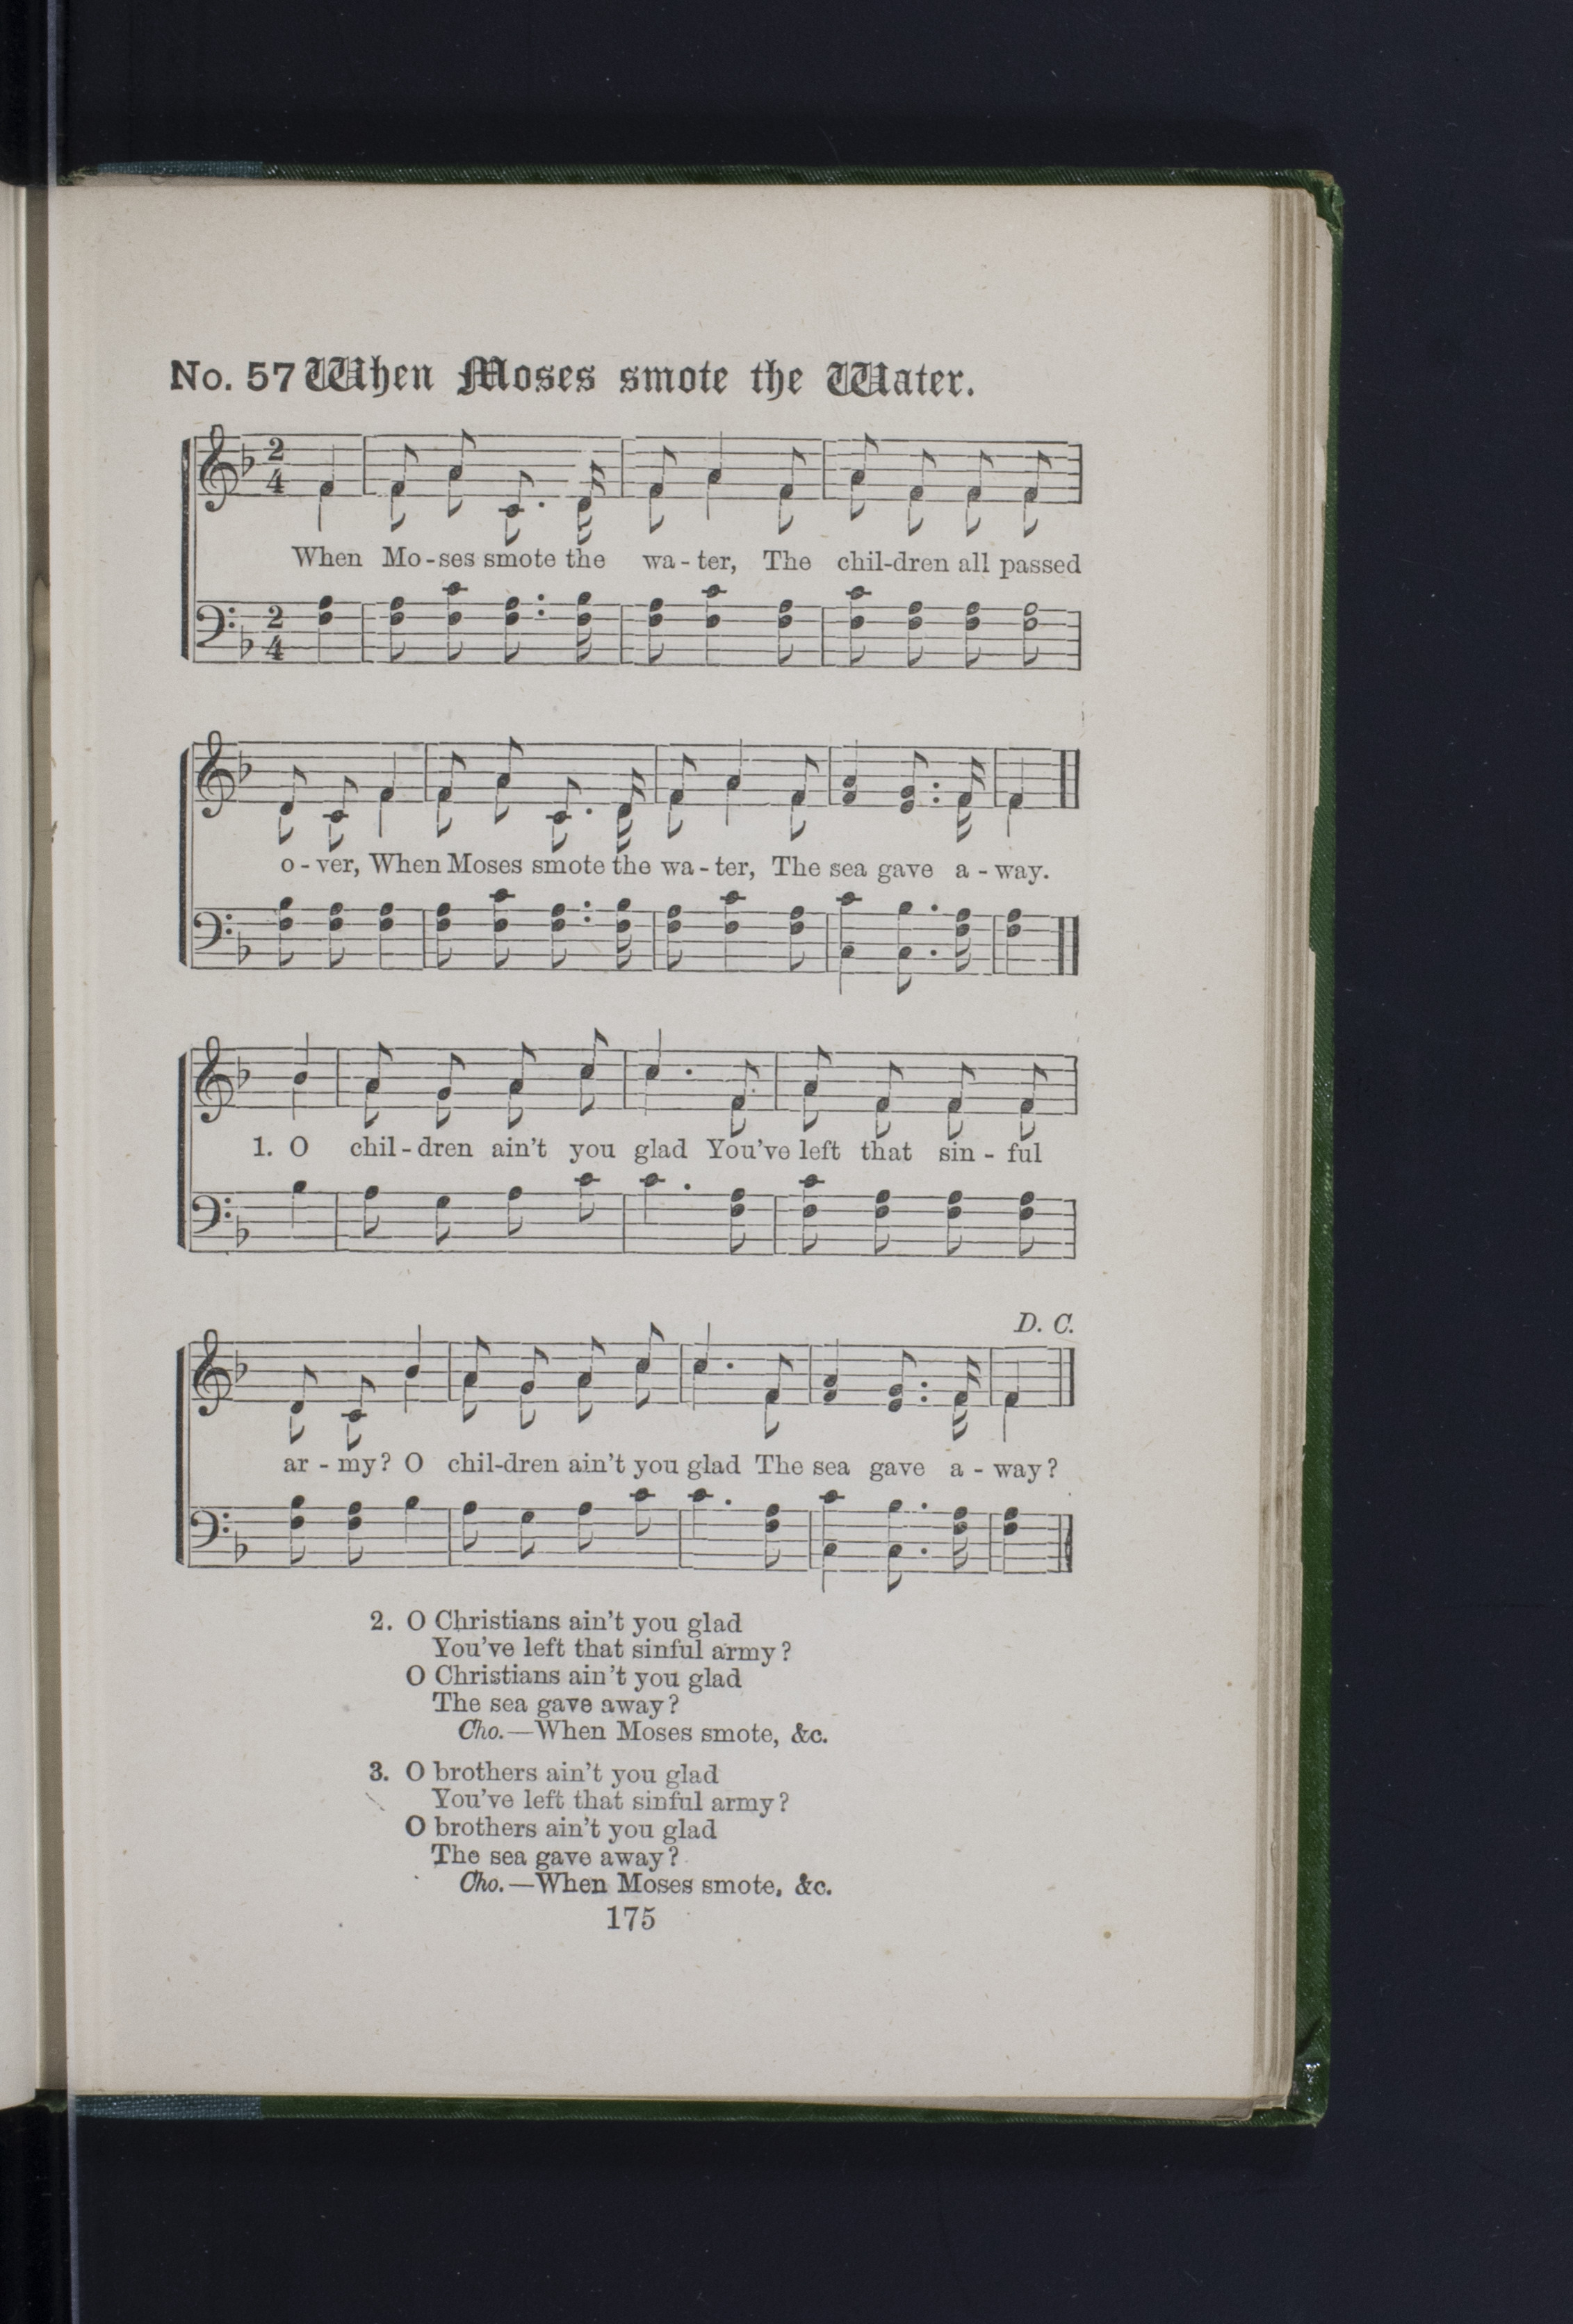 No. 57 When Moses smote the Water.
2
4
When Mo-ses smote the wa-ter, The chil-dren all passed
2
4
o-ver, When Moses smote the wa-ter, The sea gave a-way.
1. O chil-dren ain't you glad You've left that sin-ful
D. C.
ar-my? O chil-dren ain't you glad The sea gave a-way?
2. O Christians ain't you glad
You've left that sinful army?
O Christians ain't you glad
The sea gave away?
Cho.—When Moses smote, &c.
3. O brothers ain't you glad
You've left that sinful army?
O brothers ain't you glad
The sea gave away?
Cho.—When Moses smote, &c.
175